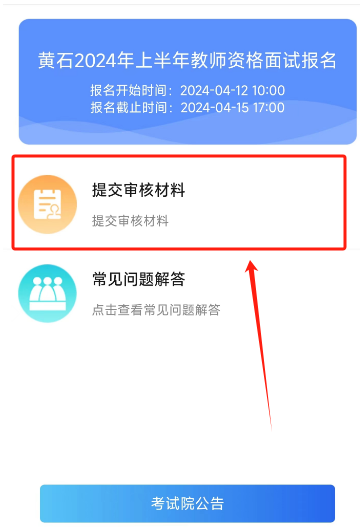 黄石2024年上半年教师资格面试报名
报名开始时间：2024-04-12 10:00
报名截止时间：2024-04-15 17:00
提交审核材料
提交审核材料
常见问题解答
点击查看常见问题解答
考试院公告